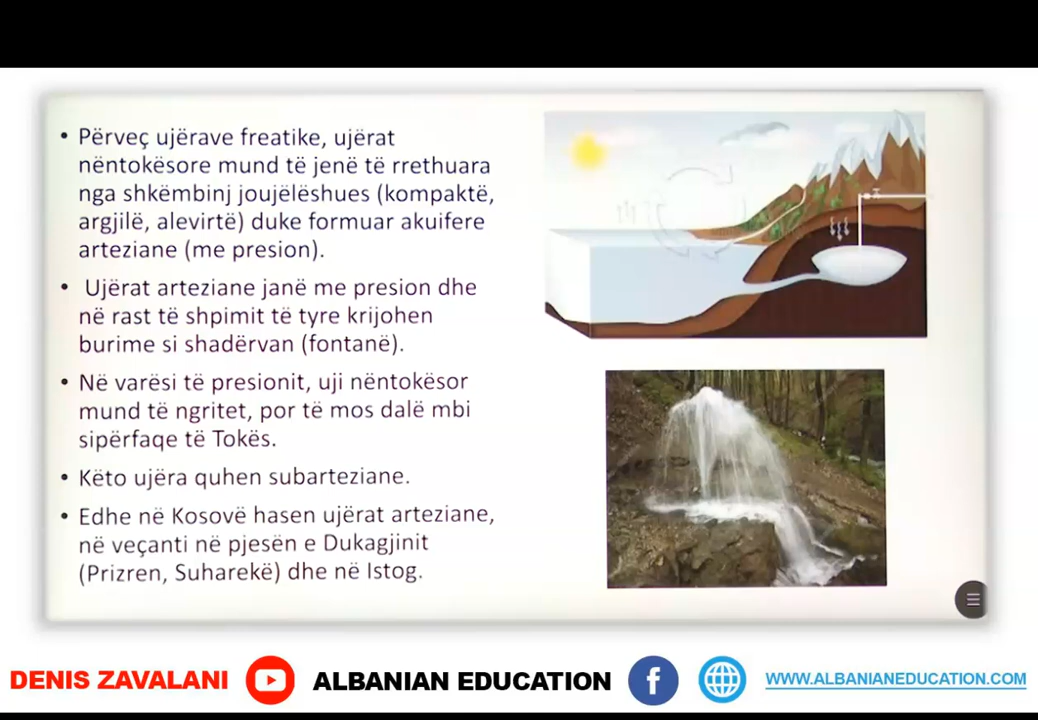 • Përveç ujërave freatike, ujërat
nëntokësore mund të jenë të rrethuara
nga shkëmbinj joujëlëshues (kompaktë,
argjilë, alevirtë) duke formuar akuifere
arteziane (me presion).
• Ujërat arteziane janë me presion dhe
në rast të shpimit të tyre krijohen
burime si shadërvan (fontanë).
• Në varësi të presionit, uji nëntokësor
mund të ngritet, por të mos dalë mbi
sipërfaqe të Tokës.
• Këto ujëra quhen subarteziane.
• Edhe në Kosovë hasen ujërat arteziane,
në veçanti në pjesën e Dukagjinit
(Prizren, Suharekë) dhe në Istog.
DENIS ZAVALANI ALBANIAN EDUCATION WWW.ALBANIANEDUCATION.COM